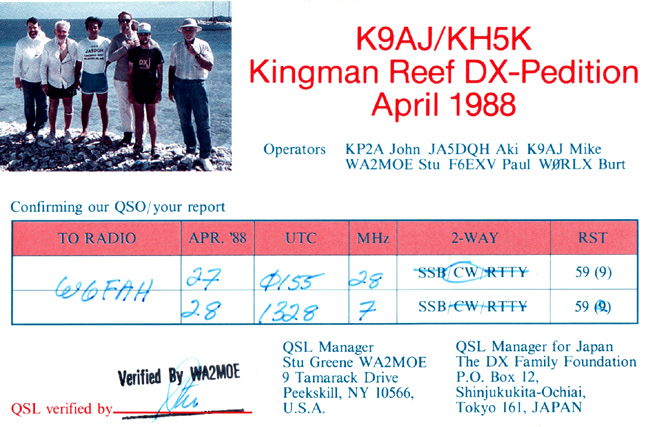 JA5DQH
DX
K9AJ/KH5K
Kingman Reef DX-Pedition
April 1988
Operators KP2A John JA5DQH Aki K9AJ Mike
WA2MOE Stu F6EXV Paul WØRLX Burt
Confirming our QSO/your report
TO RADIO APR. '88 UTC MHz 2-WAY RST
W6FAH 27 Ø155 28 SSB/CW/RTTY 59 (9)
28 1328 7 SSB/CW/RTTY 59 (9)
Verified By WA2MOE
QSL verified by Stu
QSL Manager
Stu Greene WA2MOE
9 Tamarack Drive
Peekskill, NY 10566,
U.S.A.
QSL Manager for Japan
The DX Family Foundation
P.O. Box 12,
Shinjukukita-Ochiai,
Tokyo 161, JAPAN